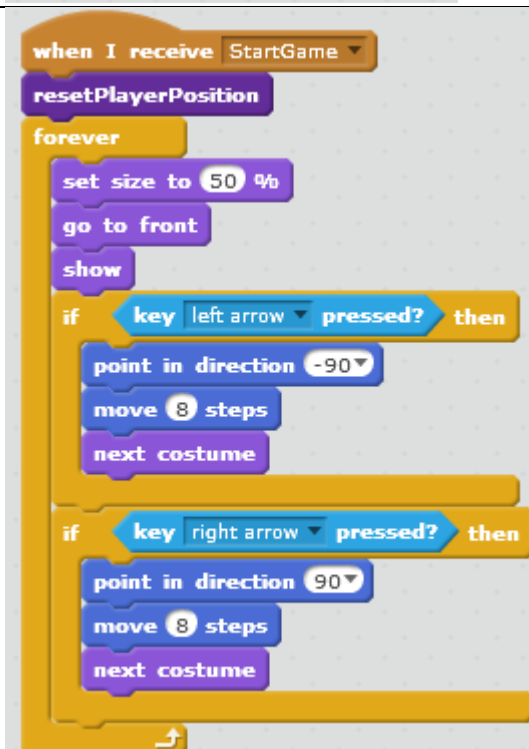 when I receive StartGame
resetPlayerPosition
forever
set size to 50 %
go to front
show
if key left arrow pressed? then
point in direction -90
move 8 steps
next costume
if key right arrow pressed? then
point in direction 90
move 8 steps
next costume